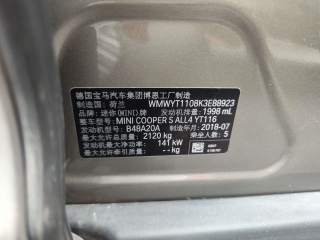 德国宝马汽车集团博恩工厂制造
制造国：荷兰 WMWYT1108K3E88923
品牌：迷你(MINI)牌 发动机排量：1998 mL
整车型号：MINI COOPER S ALL4 YT116
发动机型号：B48A20A 制造年月：2018-07
最大允许总质量：2120 kg 乘坐人数：5
发动机最大净功率：141 kW
最大允许牵引质量：-- kg